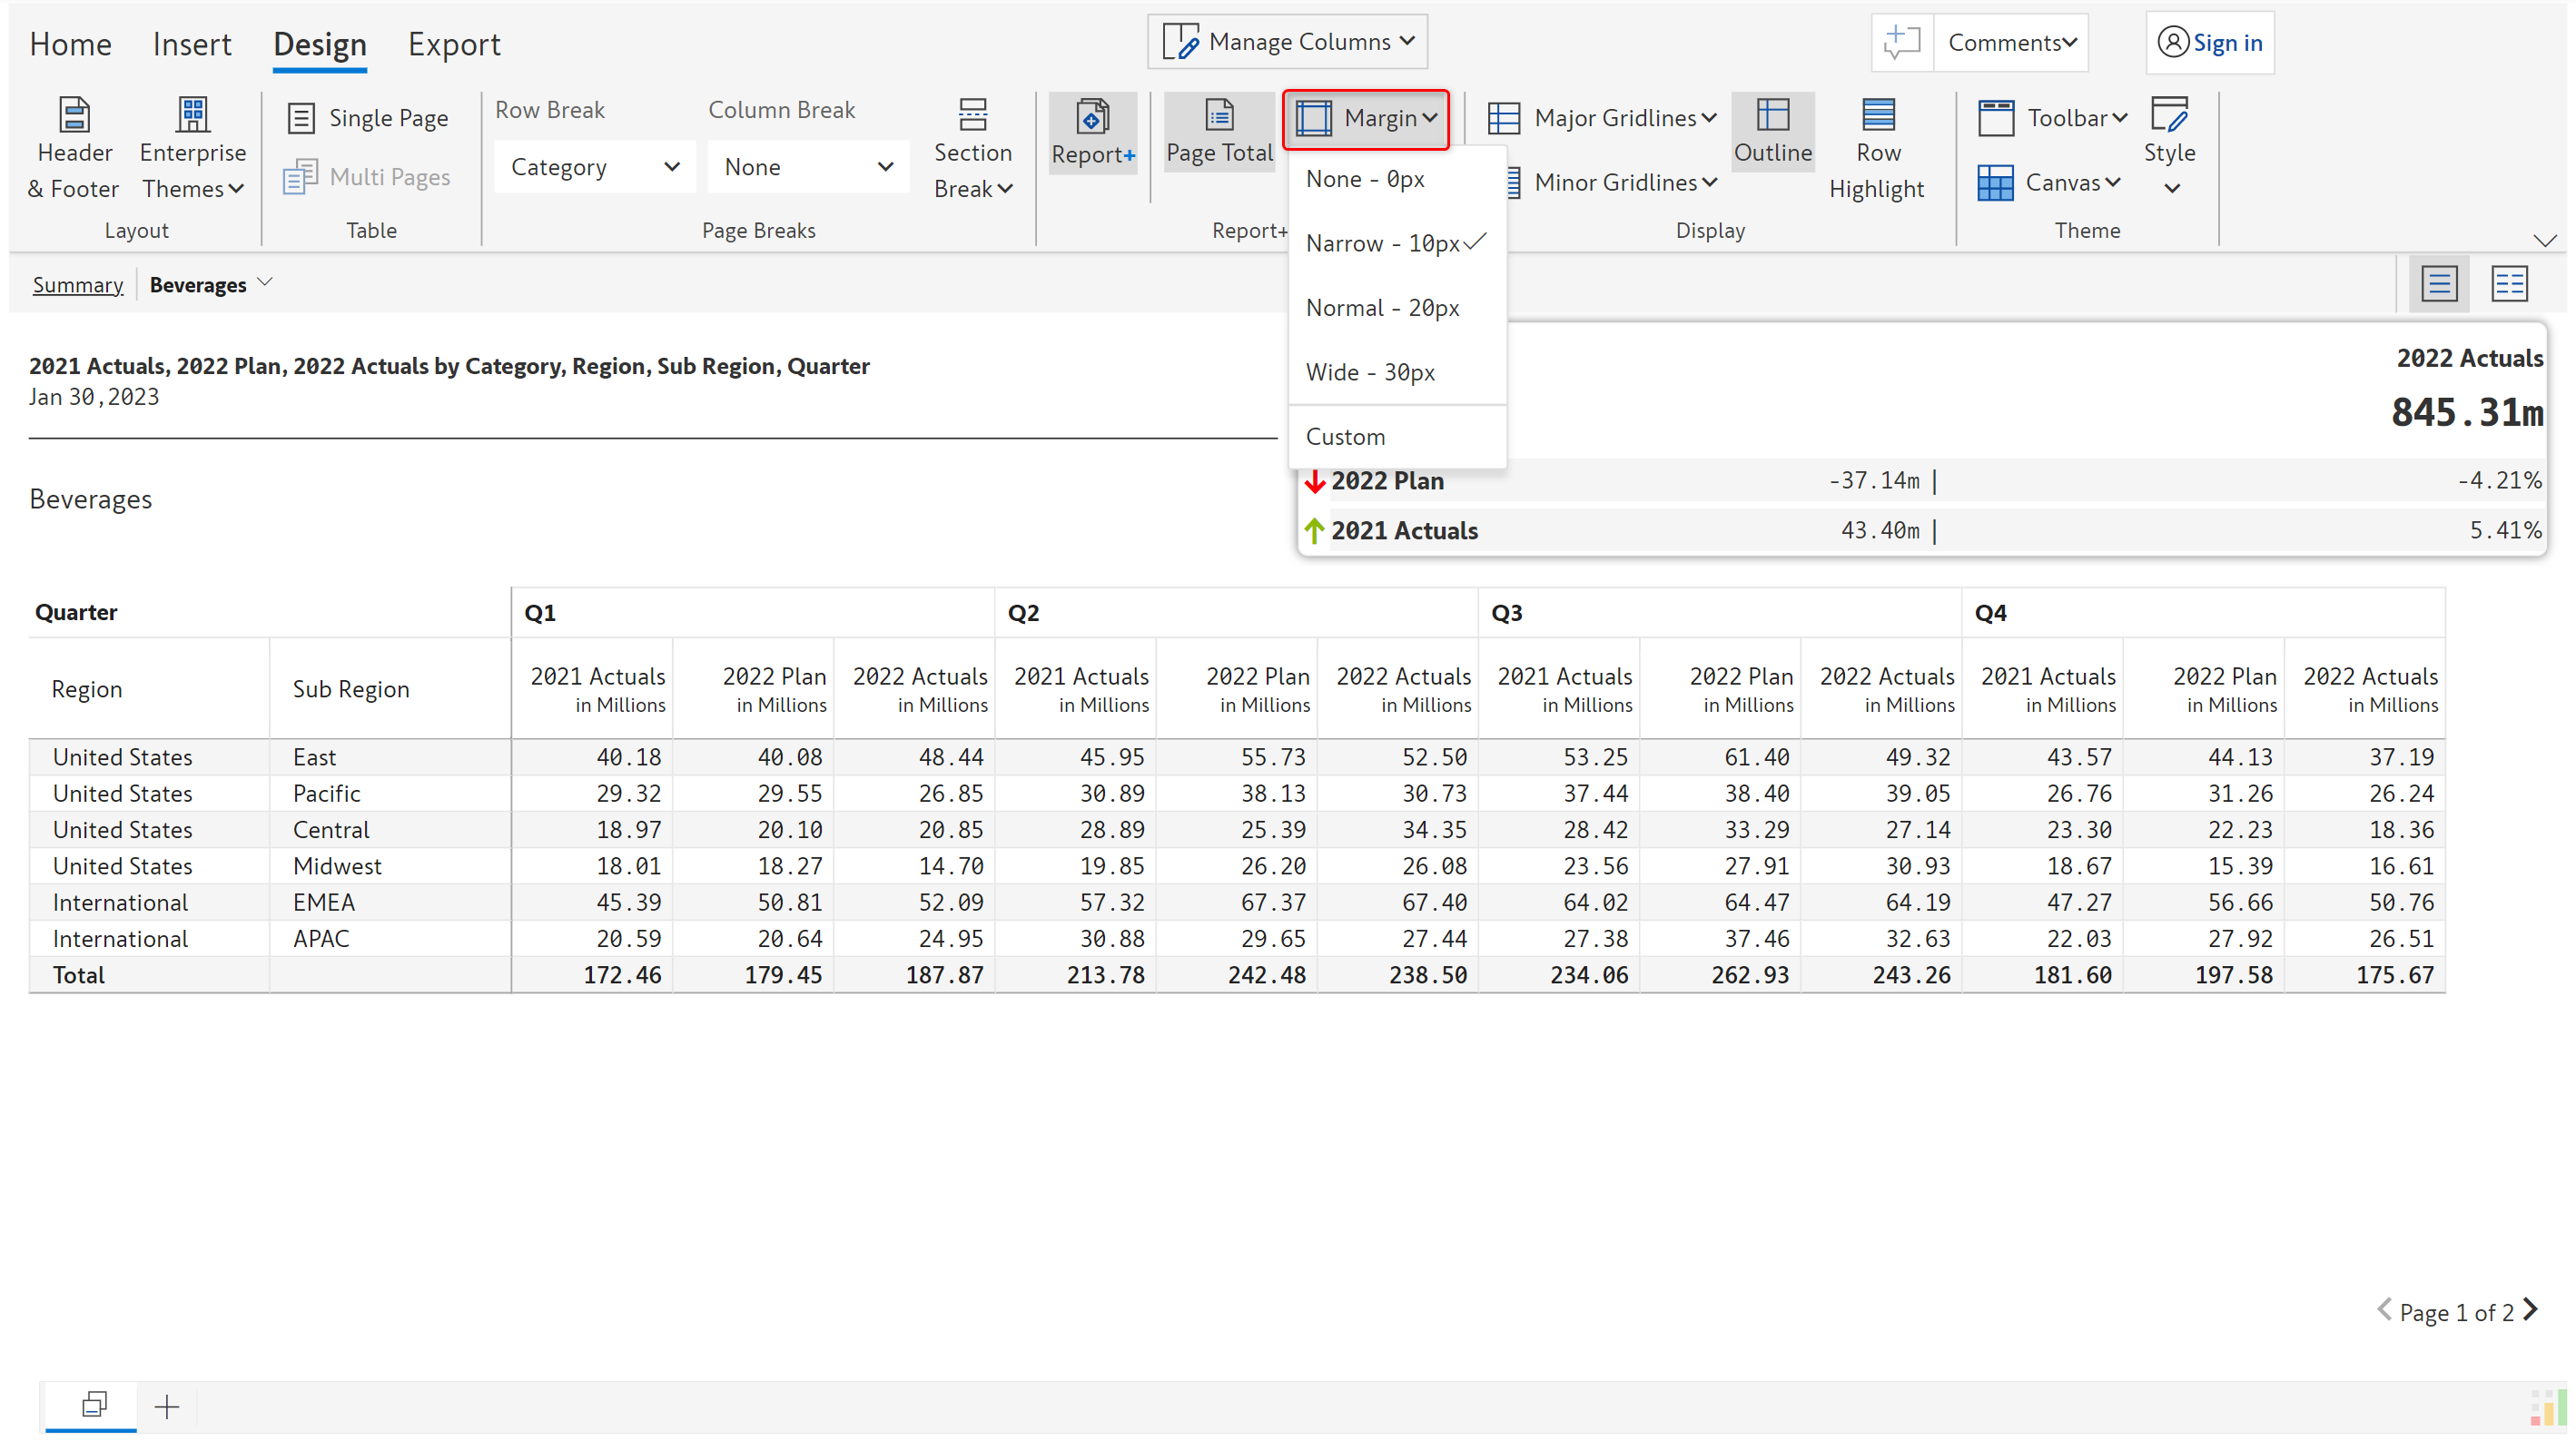 Home Insert Design Export Manage Columns Comments Sign in
Header & Footer
Enterprise Themes
Layout
Single Page
Multi Pages
Table
Row Break
Category
Column Break
None
Section Break
Page Breaks
Report+
Page Total
Margin
Report+
None - 0px
Narrow - 10px
Normal - 20px
Wide - 30px
Custom
Major Gridlines
Minor Gridlines
Outline
Row Highlight
Display
Toolbar
Canvas
Style
Theme
Summary Beverages
2021 Actuals, 2022 Plan, 2022 Actuals by Category, Region, Sub Region, Quarter
Jan 30,2023
Beverages
2022 Actuals
845.31m
2022 Plan -37.14m | -4.21%
2021 Actuals 43.40m | 5.41%
Quarter Q1 Q2 Q3 Q4
Region Sub Region 2021 Actuals 2022 Plan 2022 Actuals 2021 Actuals 2022 Plan 2022 Actuals 2021 Actuals 2022 Plan 2022 Actuals 2021 Actuals 2022 Plan 2022 Actuals
in Millions in Millions in Millions in Millions in Millions in Millions in Millions in Millions in Millions in Millions in Millions in Millions
United States East 40.18 40.08 48.44 45.95 55.73 52.50 53.25 61.40 49.32 43.57 44.13 37.19
United States Pacific 29.32 29.55 26.85 30.89 38.13 30.73 37.44 38.40 39.05 26.76 31.26 26.24
United States Central 18.97 20.10 20.85 28.89 25.39 34.35 28.42 33.29 27.14 23.30 22.23 18.36
United States Midwest 18.01 18.27 14.70 19.85 26.20 26.08 23.56 27.91 30.93 18.67 15.39 16.61
International EMEA 45.39 50.81 52.09 57.32 67.37 67.40 64.02 64.47 64.19 47.27 56.66 50.76
International APAC 20.59 20.64 24.95 30.88 29.65 27.44 27.38 37.46 32.63 22.03 27.92 26.51
Total 172.46 179.45 187.87 213.78 242.48 238.50 234.06 262.93 243.26 181.60 197.58 175.67
Page 1 of 2